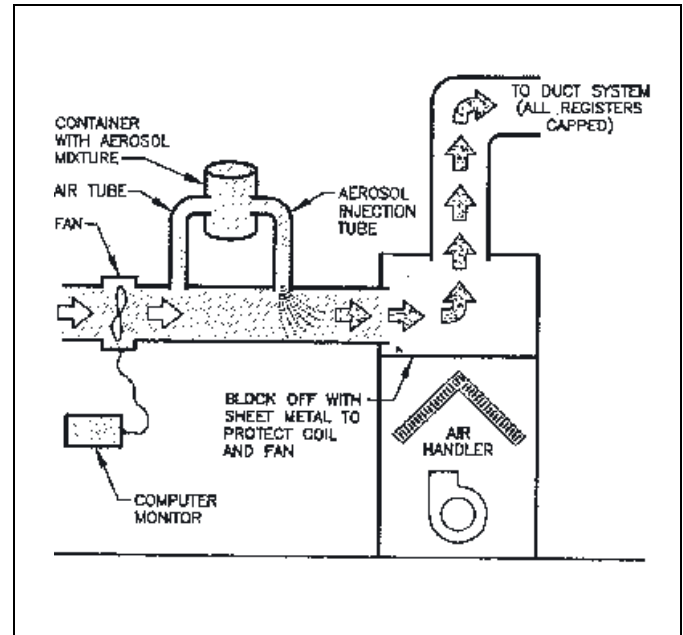 TO DUCT SYSTEM
(ALL REGISTERS
CAPPED)
CONTAINER
WITH AEROSOL
MIXTURE
AIR TUBE
FAN
AEROSOL
INJECTION
TUBE
BLOCK OFF WITH
SHEET METAL TO
PROTECT COIL
AND FAN
AIR
HANDLER
COMPUTER
MONITOR